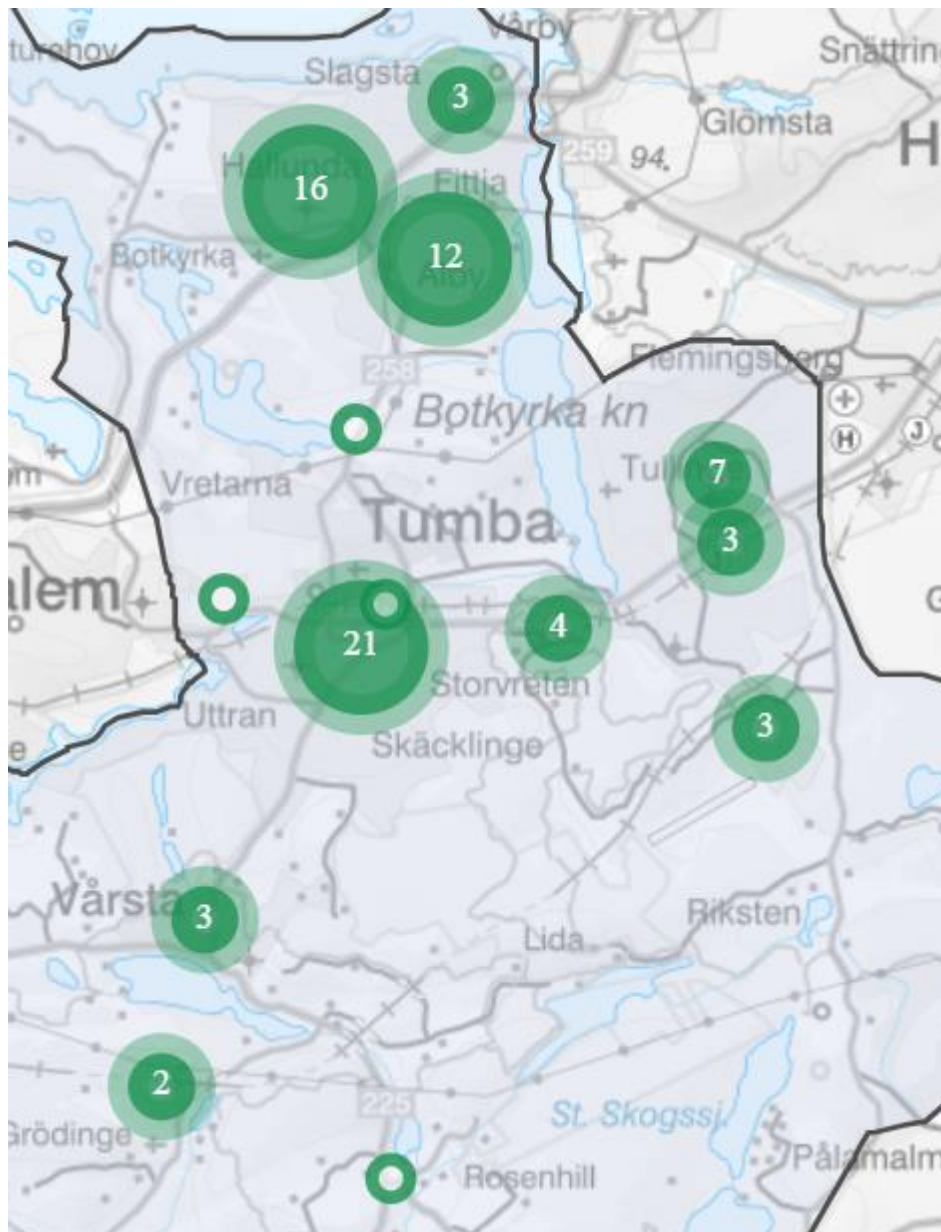 Vårby
Slagsta
Snättrin
3
Glömsta
259
94.
H
Hallunda
16
Fittja
12
Alby
Botkyrka
258
Flemingsberg
Botkyrka kn
H
J
7
Vretarna
Tumba
3
alem
4
21
Storvreten
Uttran
Skäcklinge
3
Vårsta
3
Riksten
Lida
2
225
St. Skogssj.
Grödinge
Rosenhill
Pålamalm